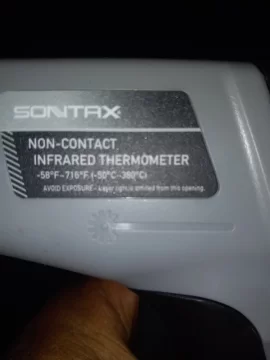 SONTAX
NON-CONTACT
INFRARED THERMOMETER
-58°F~716°F (-50°C~380°C)
AVOID EXPOSURE - Laser light is emitted from this opening.